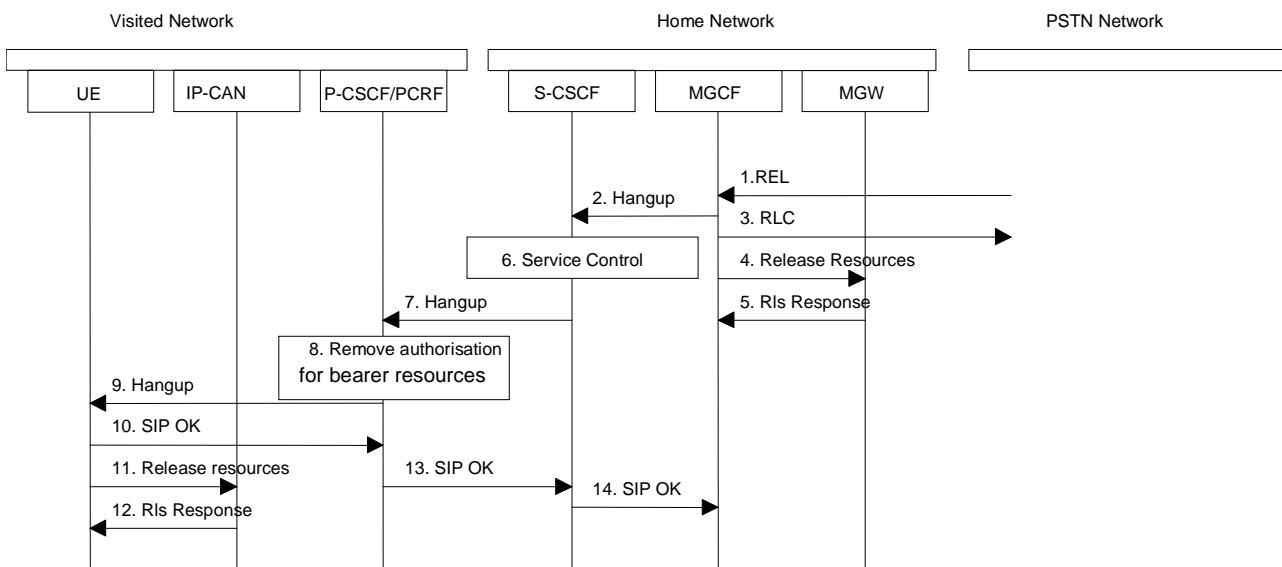 Visited Network
Home Network
PSTN Network
UE
IP-CAN
P-CSCF/PCRF
S-CSCF
MGCF
MGW
1.REL
2. Hangup
3. RLC
6. Service Control
4. Release Resources
7. Hangup
5. Rls Response
8. Remove authorisation
for bearer resources
9. Hangup
10. SIP OK
11. Release resources
13. SIP OK
14. SIP OK
12. Rls Response